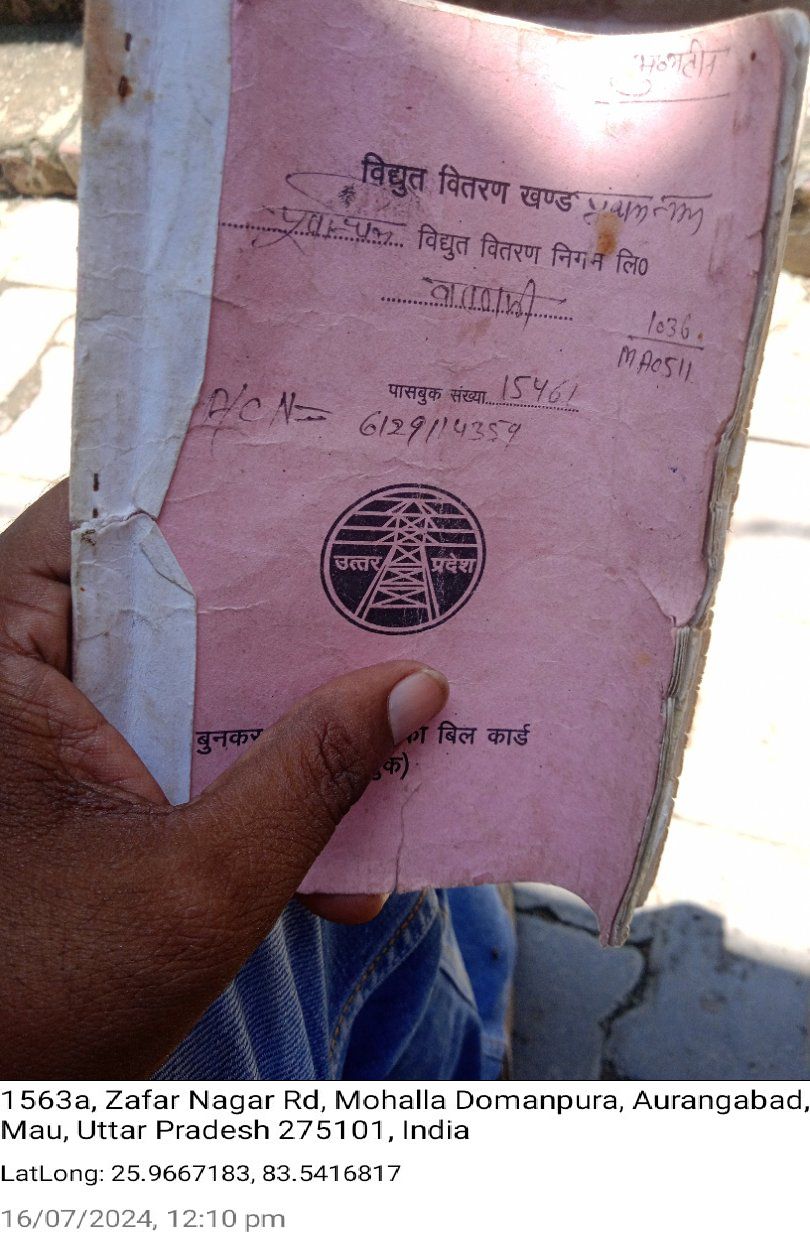 विद्युत वितरण खण्ड
विद्युत वितरण निगम लि०
1036.
MA0511
पासबुक संख्या 15461
A/C No
6129114359
उत्तर प्रदेश
बुनकर का बिल कार्ड
1563a, Zafar Nagar Rd, Mohalla Domanpura, Aurangabad,
Mau, Uttar Pradesh 275101, India
LatLong: 25.9667183, 83.5416817
16/07/2024, 12:10 pm